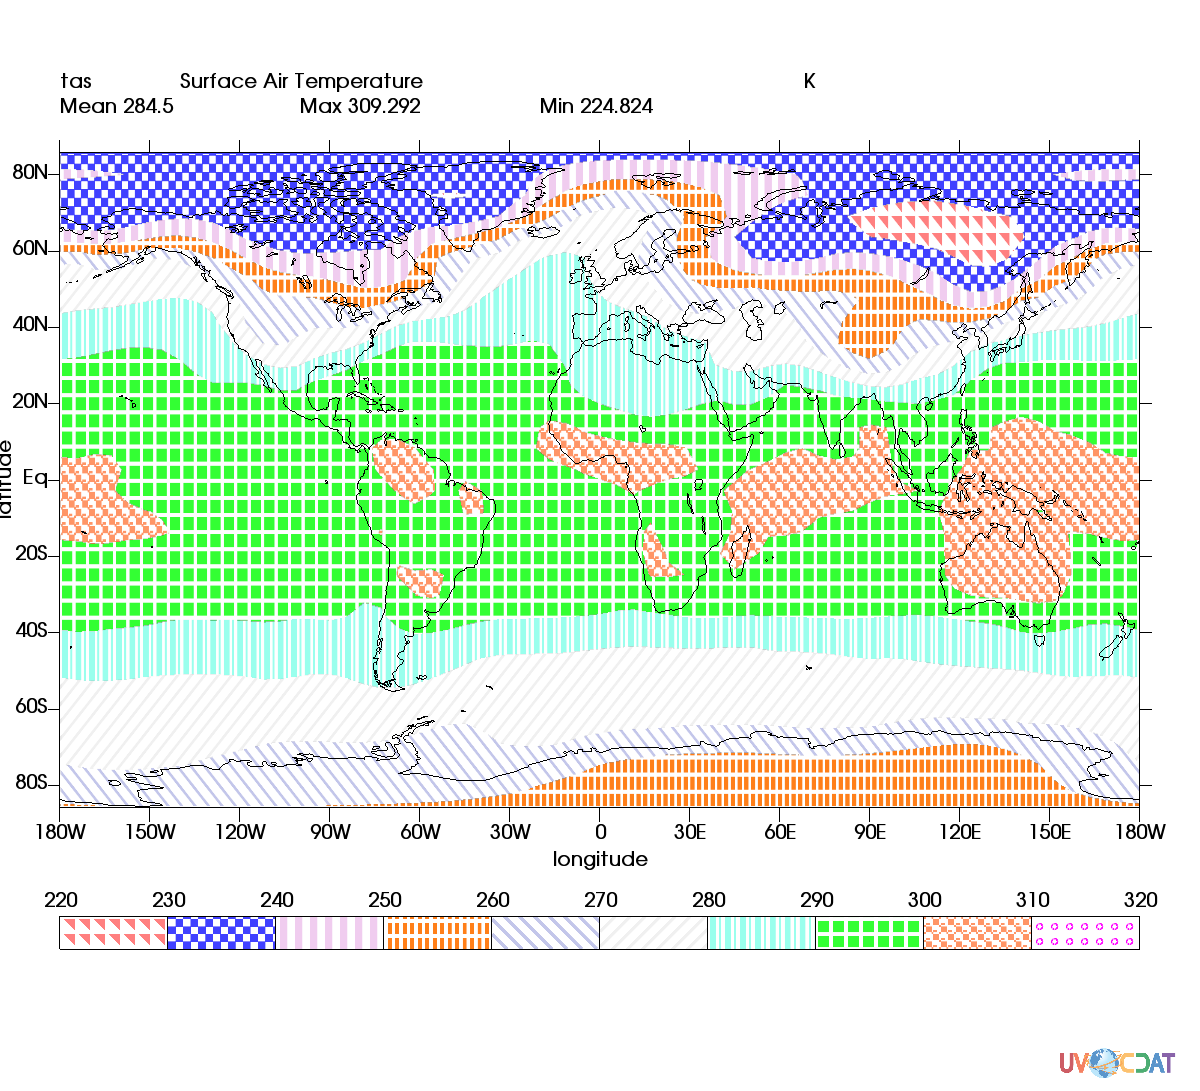 tas Surface Air Temperature K
Mean 284.5 Max 309.292 Min 224.824
80N
60N
40N
20N
Eq
20S
40S
60S
80S
latitude
180W 150W 120W 90W 60W 30W 0 30E 60E 90E 120E 150E 180W
longitude
220 230 240 250 260 270 280 290 300 310 320
UVCDAT